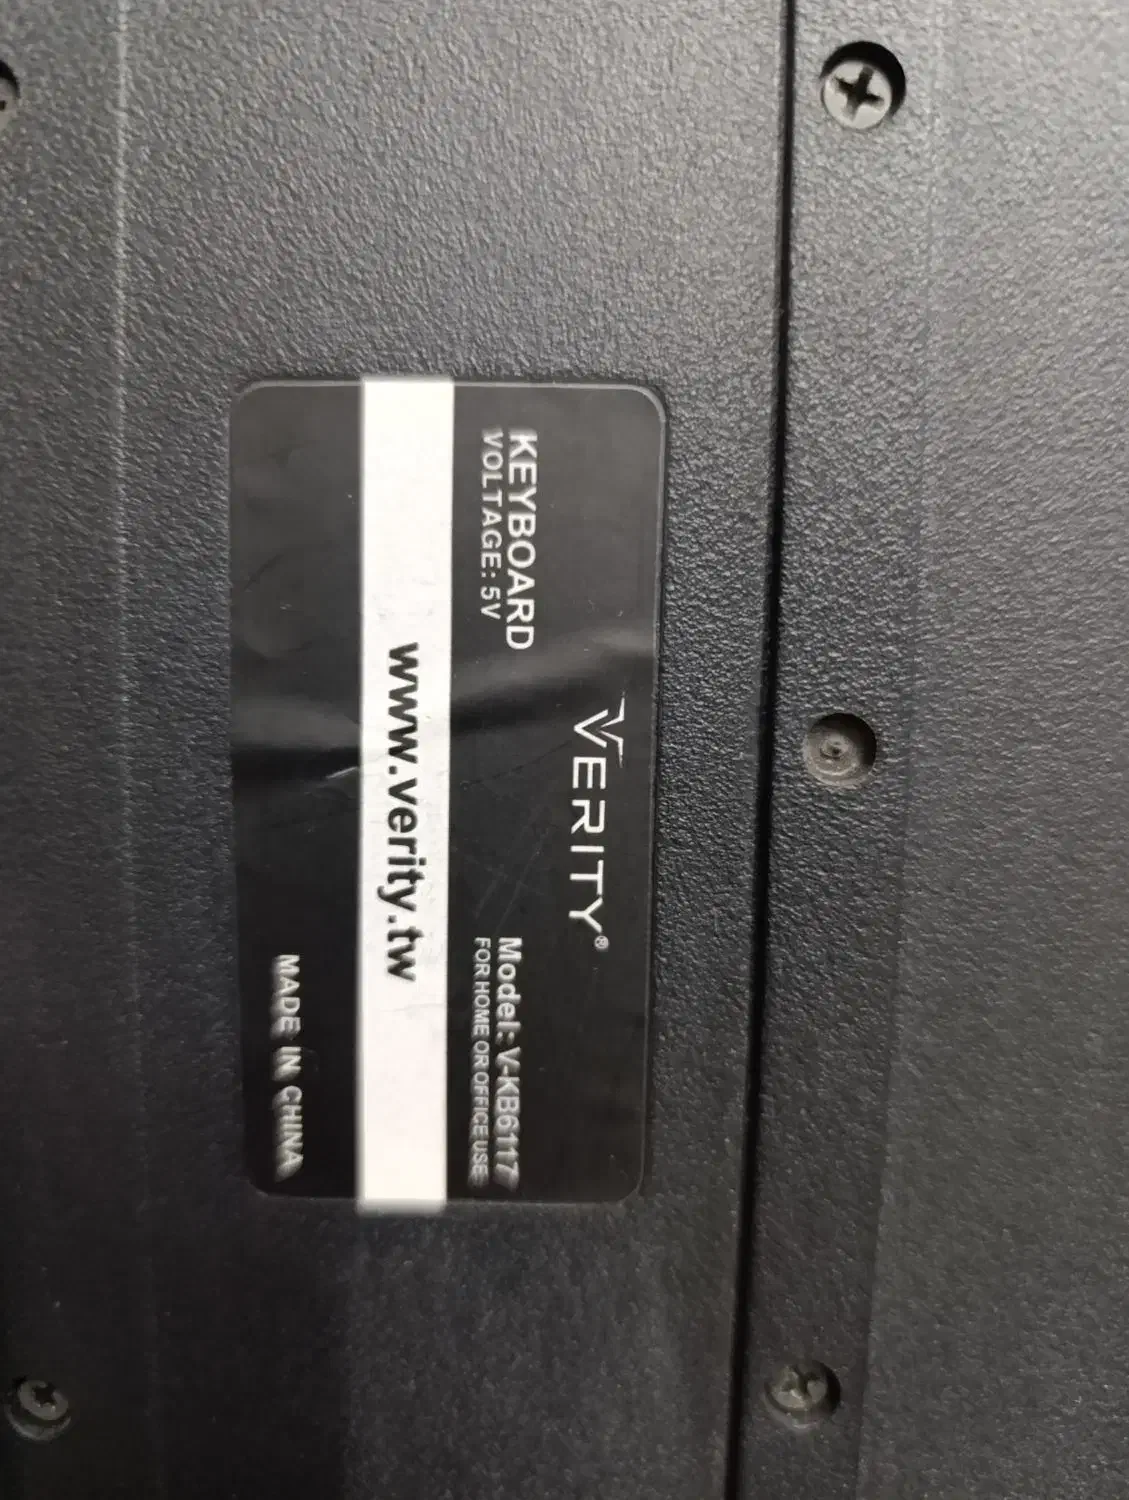 VERITY®
KEYBOARD
VOLTAGE: 5V
Model: V-KB6117
FOR HOME OR OFFICE USE
www.verity.tw
MADE IN CHINA